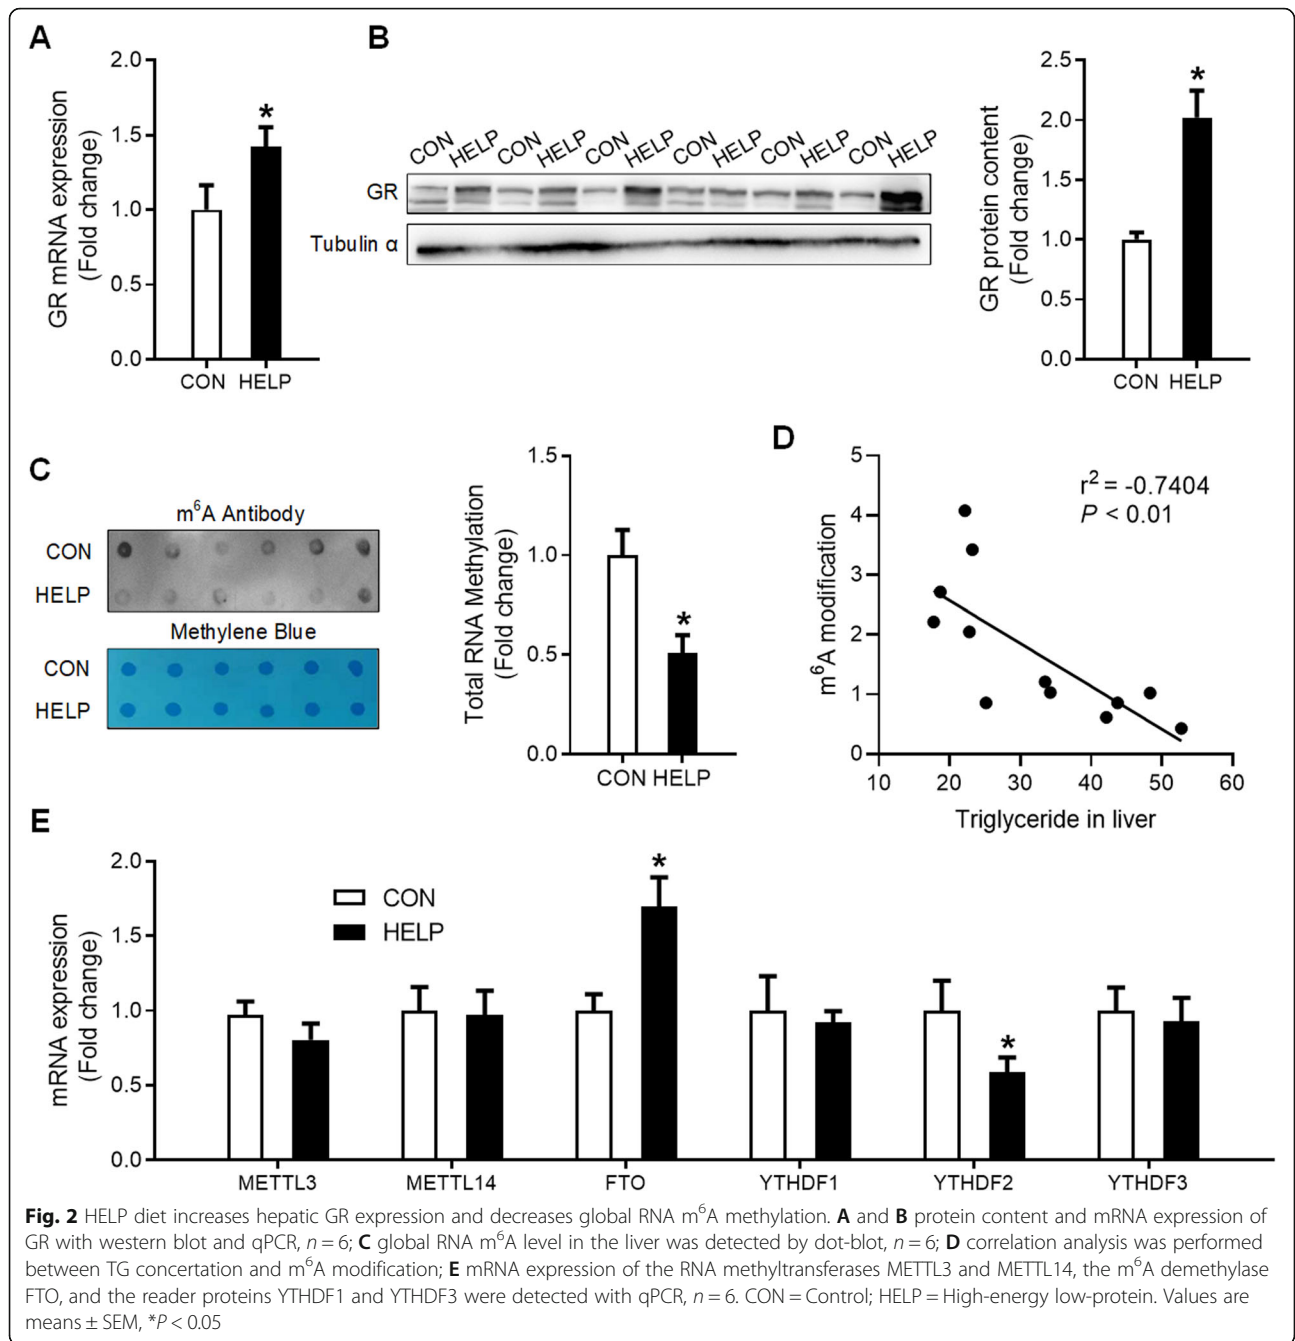 A
GR mRNA expression
(Fold change)
2.0
1.5
1.0
0.5
0.0
*
CON HELP
B
CON HELP CON HELP CON HELP CON HELP CON HELP CON HELP
GR
Tubulin α
GR protein content
(Fold change)
2.5
2.0
1.5
1.0
0.5
0.0
*
CON HELP
C
m⁶A Antibody
CON
HELP
Methylene Blue
CON
HELP
Total RNA Methylation
(Fold change)
1.5
1.0
0.5
0.0
*
CON HELP
D
m⁶A modification
5
4
3
2
1
0
r² = -0.7404
P < 0.01
10 20 30 40 50 60
Triglyceride in liver
E
mRNA expression
(Fold change)
2.0
1.5
1.0
0.5
0.0
CON
HELP
*
*
METTL3 METTL14 FTO YTHDF1 YTHDF2 YTHDF3
Fig. 2 HELP diet increases hepatic GR expression and decreases global RNA m⁶A methylation. A and B protein content and mRNA expression of
GR with western blot and qPCR, n = 6; C global RNA m⁶A level in the liver was detected by dot-blot, n = 6; D correlation analysis was performed
between TG concertation and m⁶A modification; E mRNA expression of the RNA methyltransferases METTL3 and METTL14, the m⁶A demethylase
FTO, and the reader proteins YTHDF1 and YTHDF3 were detected with qPCR, n = 6. CON = Control; HELP = High-energy low-protein. Values are
means ± SEM, *P < 0.05